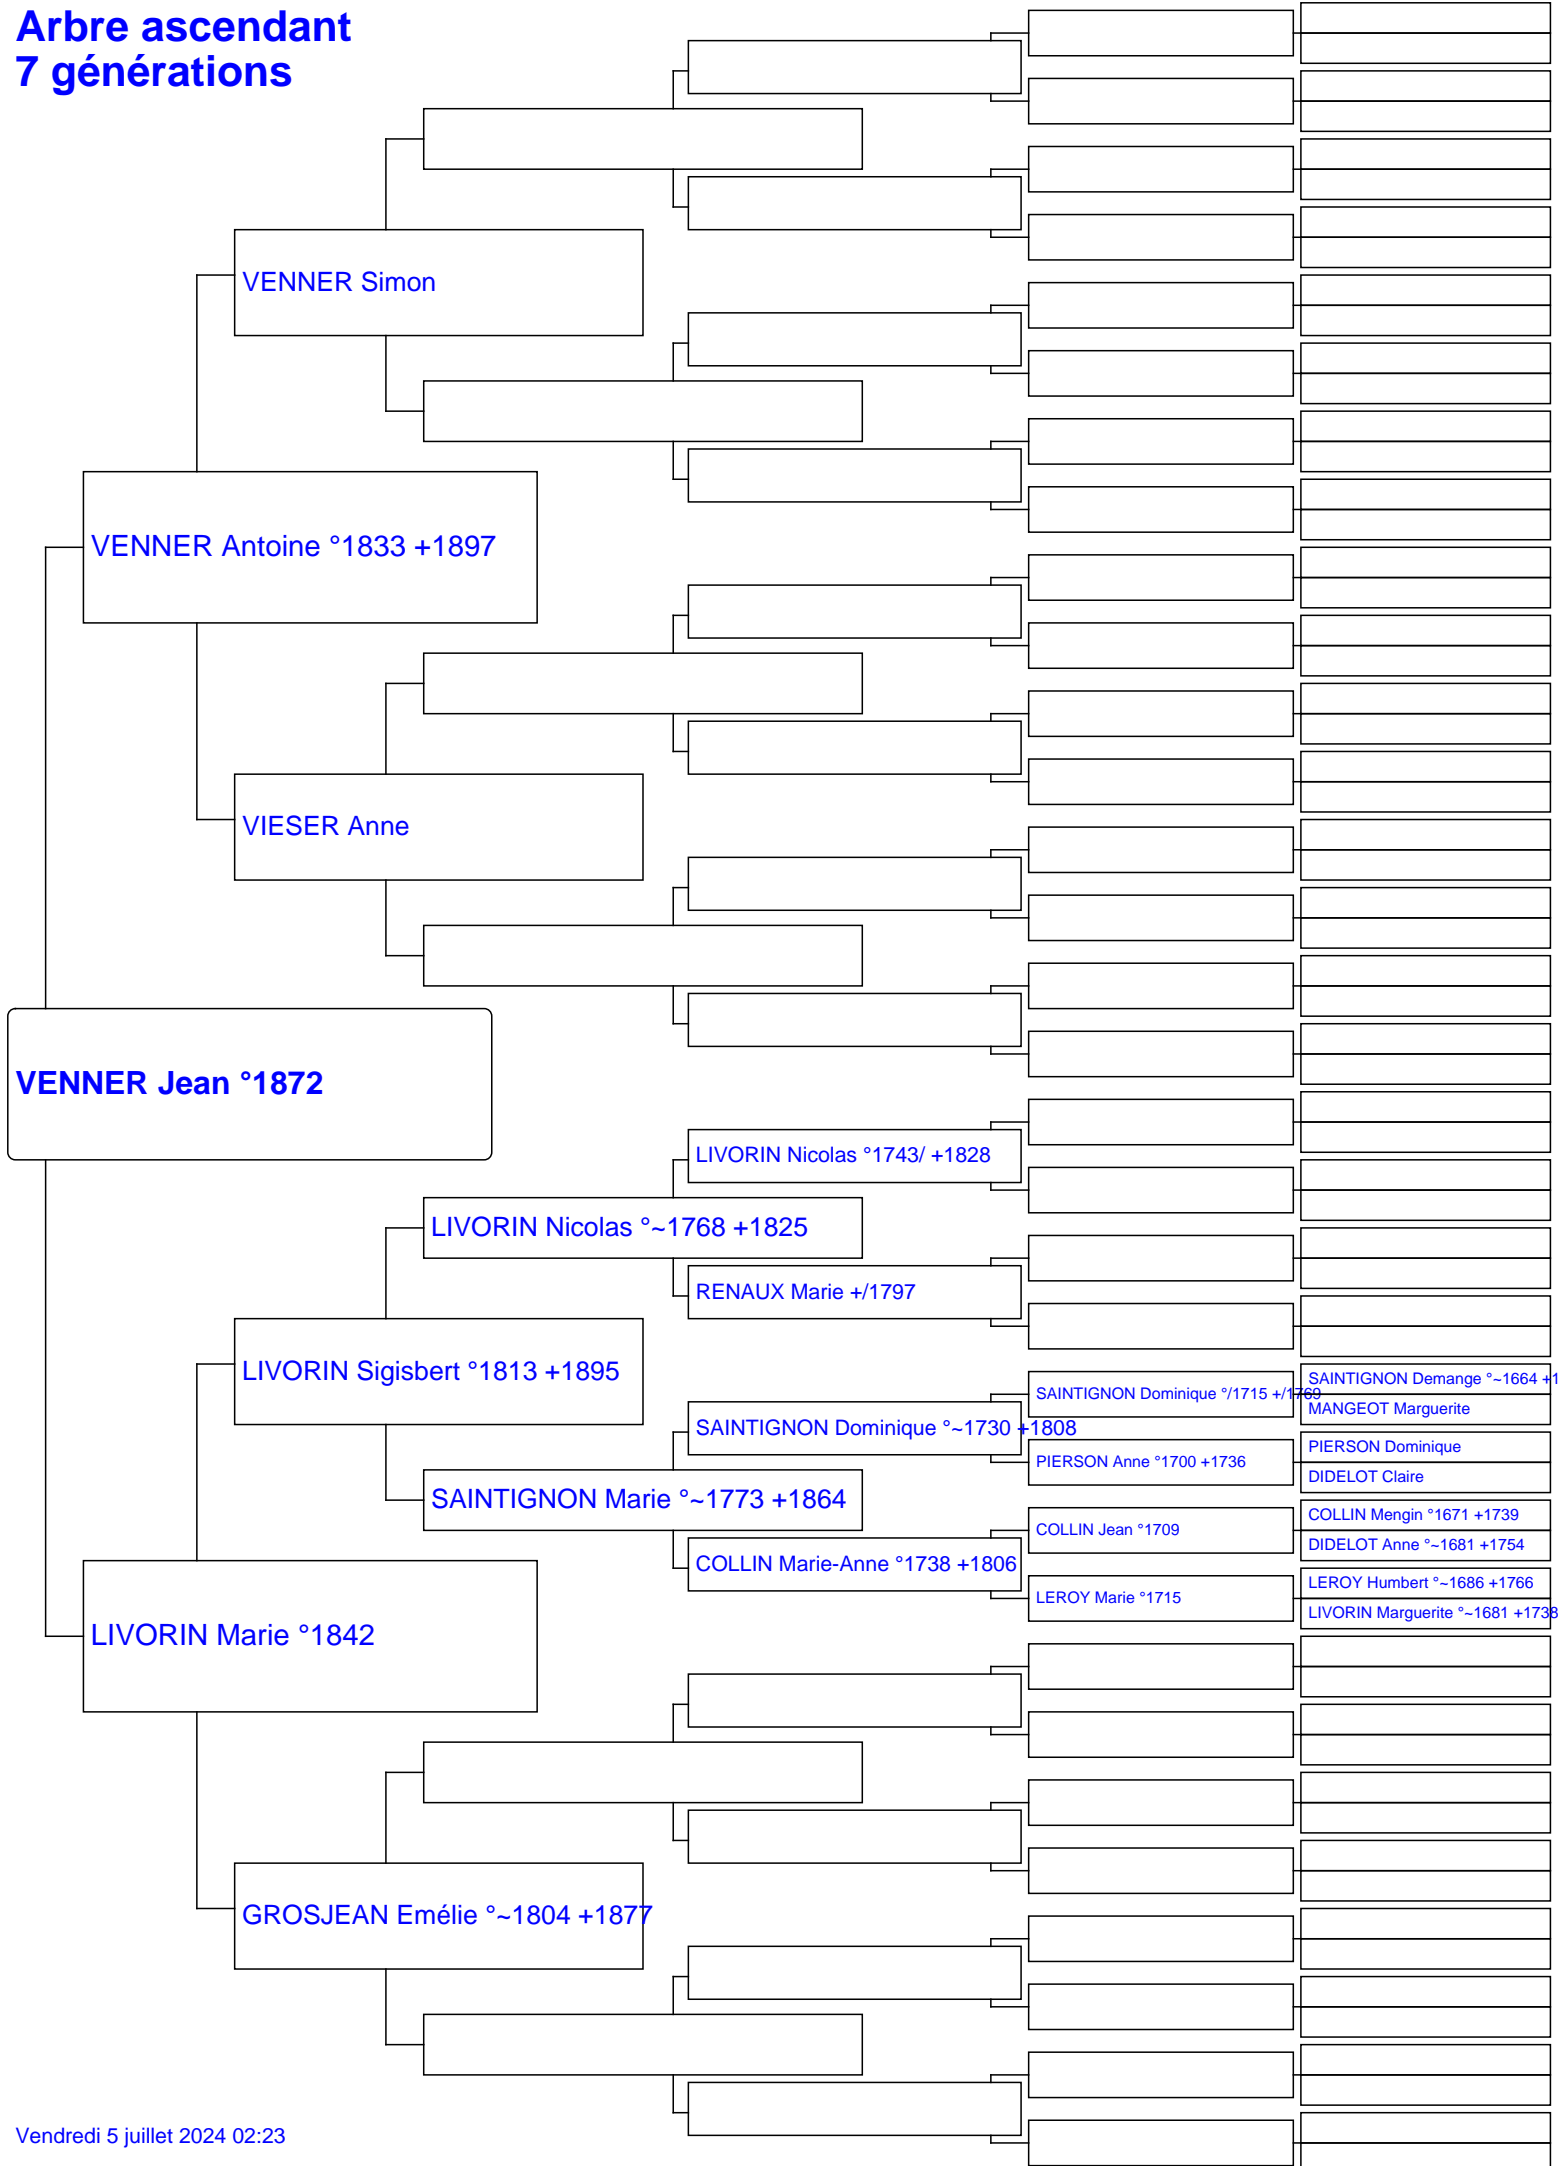 Arbre ascendant
7 générations
VENNER Simon
VENNER Antoine °1833 +1897
VIESER Anne
VENNER Jean °1872
LIVORIN Nicolas °1743/ +1828
LIVORIN Nicolas °~1768 +1825
RENAUX Marie +/1797
LIVORIN Sigisbert °1813 +1895
SAINTIGNON Demange °~1664 +1
SAINTIGNON Dominique °/1715 +/1769
MANGEOT Marguerite
SAINTIGNON Dominique °~1730 +1808
PIERSON Dominique
PIERSON Anne °1700 +1736
DIDELOT Claire
SAINTIGNON Marie °~1773 +1864
COLLIN Mengin °1671 +1739
COLLIN Jean °1709
DIDELOT Anne °~1681 +1754
COLLIN Marie-Anne °1738 +1806
LEROY Humbert °~1686 +1766
LEROY Marie °1715
LIVORIN Marguerite °~1681 +1738
LIVORIN Marie °1842
GROSJEAN Emélie °~1804 +1877
Vendredi 5 juillet 2024 02:23